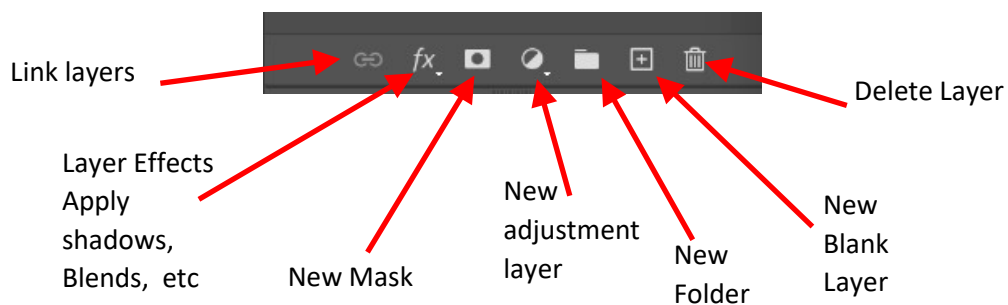 fx
Link layers
Delete Layer
Layer Effects
Apply
shadows,
Blends, etc
New Mask
New
adjustment
layer
New
Folder
New
Blank
Layer